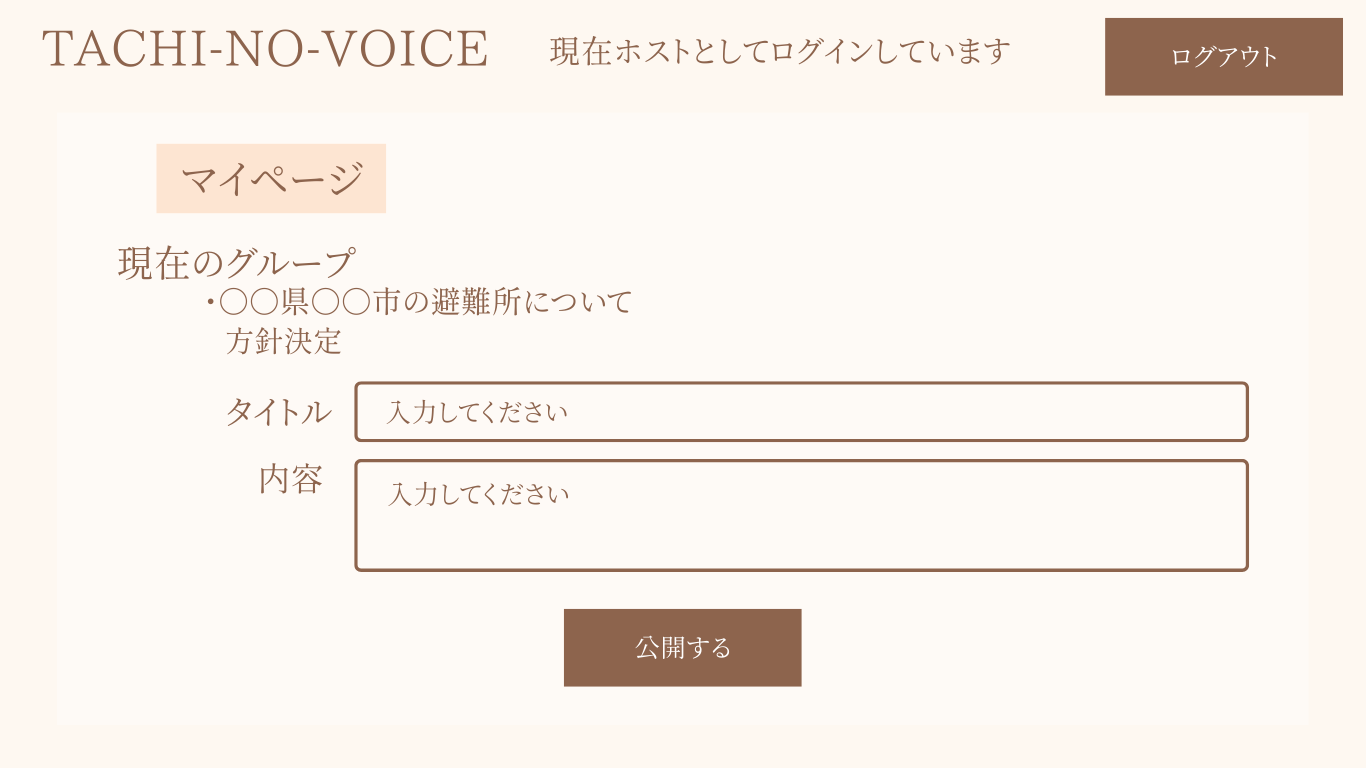 TACHI-NO-VOICE
現在ホストとしてログインしています
ログアウト
マイページ
現在のグループ
・〇〇県〇〇市の避難所について
方針決定
タイトル
入力してください
内容
入力してください
公開する